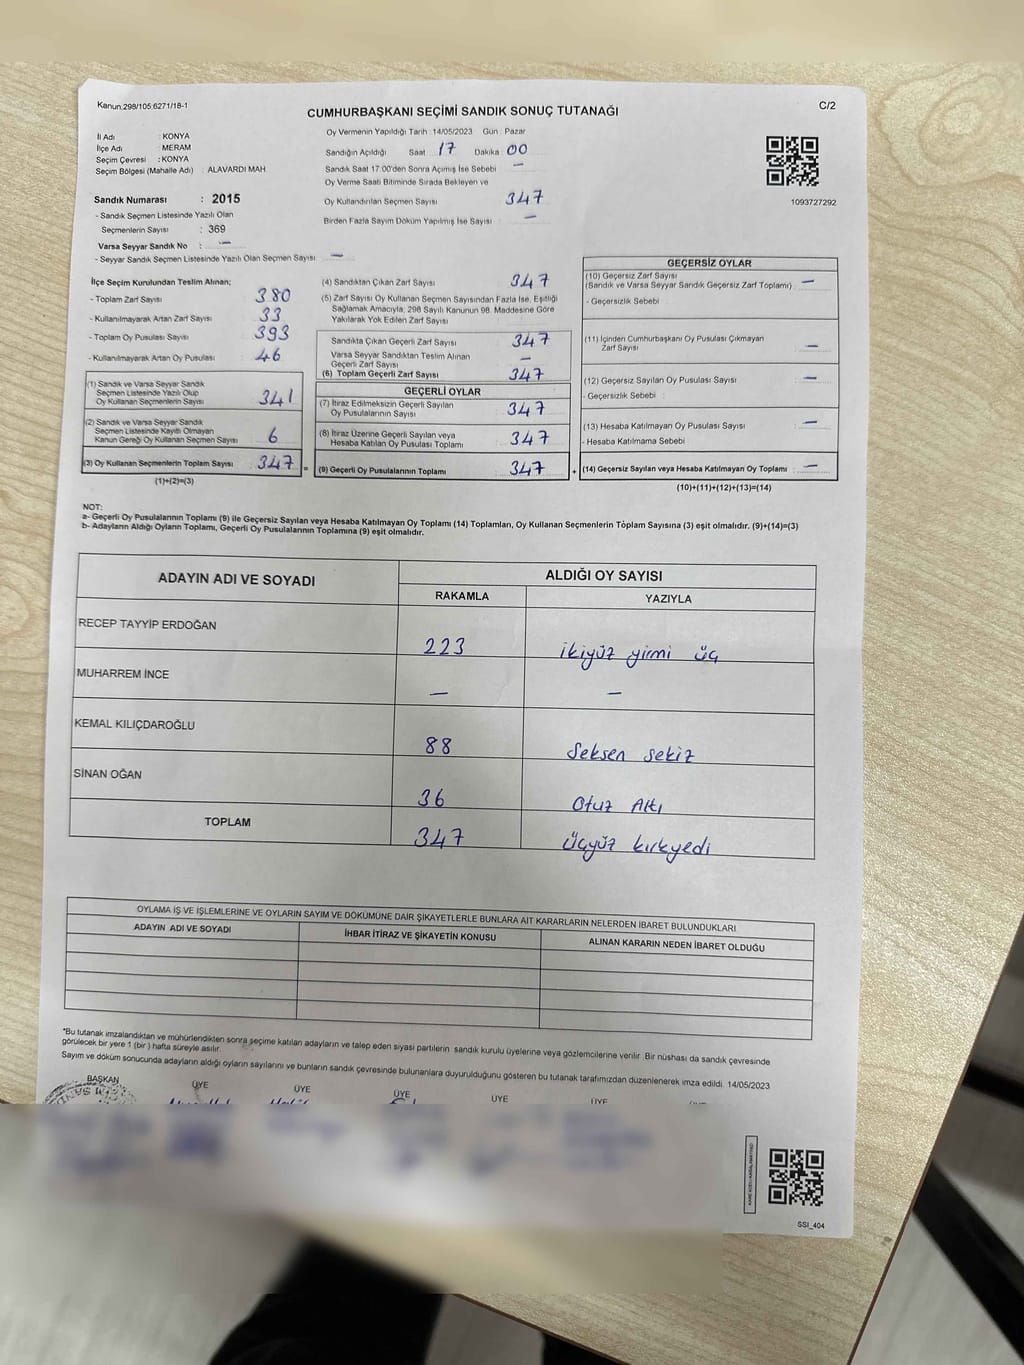 Kanun.298/105;6271/18-1
CUMHURBAŞKANI SEÇİMİ SANDIK SONUÇ TUTANAĞI
C/2
İl Adı : KONYA
İlçe Adı : MERAM
Seçim Çevresi : KONYA
Seçim Bölgesi (Mahalle Adı) : ALAVARDI MAH.
Sandık Numarası : 2015
- Sandık Seçmen Listesinde Yazılı Olan
Seçmenlerin Sayısı : 369
Varsa Seyyar Sandık No : —
- Seyyar Sandık Seçmen Listesinde Yazılı Olan Seçmen Sayısı: —
Oy Vermenin Yapıldığı Tarih : 14/05/2023 Gün : Pazar
Sandığın Açıldığı Saat 17 Dakika 00
Sandık Saat 17:00'den Sonra Açılmış İse Sebebi —
Oy Verme Saati Bitiminde Sırada Bekleyen ve
Oy Kullandırılan Seçmen Sayısı 347
Birden Fazla Sayım Döküm Yapılmış İse Sayısı : —
1093727292
İlçe Seçim Kurulundan Teslim Alınan;
- Toplam Zarf Sayısı 380
- Kullanılmayarak Artan Zarf Sayısı 33
- Toplam Oy Pusulası Sayısı 393
- Kullanılmayarak Artan Oy Pusulası 46
(1) Sandık ve Varsa Seyyar Sandık
Seçmen Listesinde Yazılı Olup
Oy Kullanan Seçmenlerin Sayısı 341
(2) Sandık ve Varsa Seyyar Sandık
Seçmen Listesinde Kayıtlı Olmayan
Kanun Gereği Oy Kullanan Seçmen Sayısı 6
(3) Oy Kullanan Seçmenlerin Toplam Sayısı 347 =
(1)+(2)=(3)
(4) Sandıktan Çıkan Zarf Sayısı 347
(5) Zarf Sayısı Oy Kullanan Seçmen Sayısından Fazla İse, Eşitliği
Sağlamak Amacıyla, 298 Sayılı Kanunun 98. Maddesine Göre
Yakılarak Yok Edilen Zarf Sayısı :
Sandıkta Çıkan Geçerli Zarf Sayısı 347
Varsa Seyyar Sandıktan Teslim Alınan
Geçerli Zarf Sayısı —
(6) Toplam Geçerli Zarf Sayısı 347
GEÇERLİ OYLAR
(7) İtiraz Edilmeksizin Geçerli Sayılan
Oy Pusulalarının Sayısı 347
(8) İtiraz Üzerine Geçerli Sayılan veya
Hesaba Katılan Oy Pusulası Toplamı 347
(9) Geçerli Oy Pusulalarının Toplamı 347 +
GEÇERSİZ OYLAR
(10) Geçersiz Zarf Sayısı
(Sandık ve Varsa Seyyar Sandık Geçersiz Zarf Toplamı) : —
- Geçersizlik Sebebi :
(11) İçinden Cumhurbaşkanı Oy Pusulası Çıkmayan
Zarf Sayısı —
(12) Geçersiz Sayılan Oy Pusulası Sayısı : —
- Geçersizlik Sebebi :
(13) Hesaba Katılmayan Oy Pusulası Sayısı : —
- Hesaba Katılmama Sebebi :
(14) Geçersiz Sayılan veya Hesaba Katılmayan Oy Toplamı : —
(10)+(11)+(12)+(13)=(14)
NOT:
a- Geçerli Oy Pusulalarının Toplamı (9) ile Geçersiz Sayılan veya Hesaba Katılmayan Oy Toplamı (14) Toplamları, Oy Kullanan Seçmenlerin Toplam Sayısına (3) eşit olmalıdır. (9)+(14)=(3)
b- Adayların Aldığı Oyların Toplamı, Geçerli Oy Pusulalarının Toplamına (9) eşit olmalıdır.
ADAYIN ADI VE SOYADI
ALDIĞI OY SAYISI
RAKAMLA YAZIYLA
RECEP TAYYİP ERDOĞAN 223 ikiyüz yirmi üç
MUHARREM İNCE — —
KEMAL KILIÇDAROĞLU 88 Seksen sekiz
SİNAN OĞAN 36 Otuz Altı
TOPLAM 347 üçyüz kırkyedi
OYLAMA İŞ VE İŞLEMLERİNE VE OYLARIN SAYIM VE DÖKÜMÜNE DAİR ŞİKAYETLERLE BUNLARA AİT KARARLARIN NELERDEN İBARET BULUNDUKLARI
ADAYIN ADI VE SOYADI İHBAR İTİRAZ VE ŞİKAYETİN KONUSU ALINAN KARARIN NEDEN İBARET OLDUĞU
*Bu tutanak imzalandıktan ve mühürlendikten sonra seçime katılan adayların ve talep eden siyasi partilerin sandık kurulu üyelerine veya gözlemcilerine verilir. Bir nüshası da sandık çevresinde
görülecek bir yere 1 (bir ) hafta süreyle asılır.
Sayım ve döküm sonucunda adayların aldığı oyların sayılarını ve bunların sandık çevresinde bulunanlara duyurulduğunu gösteren bu tutanak tarafımızdan düzenlenerek imza edildi. 14/05/2023
BAŞKAN ÜYE ÜYE ÜYE ÜYE ÜYE
SSI_404